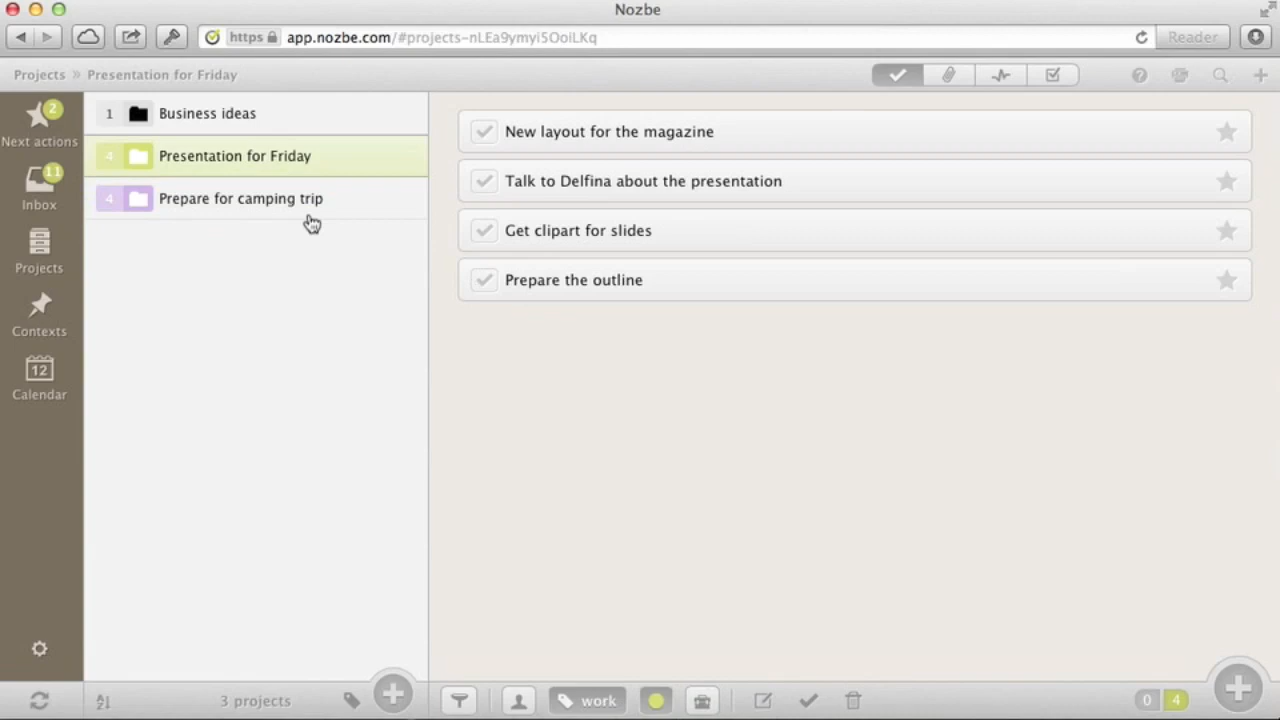 Nozbe
https app.nozbe.com/#projects-nLEa9ymyi5OoiLKq
Reader
Projects » Presentation for Friday
2
Next actions
11
Inbox
Projects
Contexts
12
Calendar
1 Business ideas
4 Presentation for Friday
4 Prepare for camping trip
New layout for the magazine
Talk to Delfina about the presentation
Get clipart for slides
Prepare the outline
3 projects
work
0 4